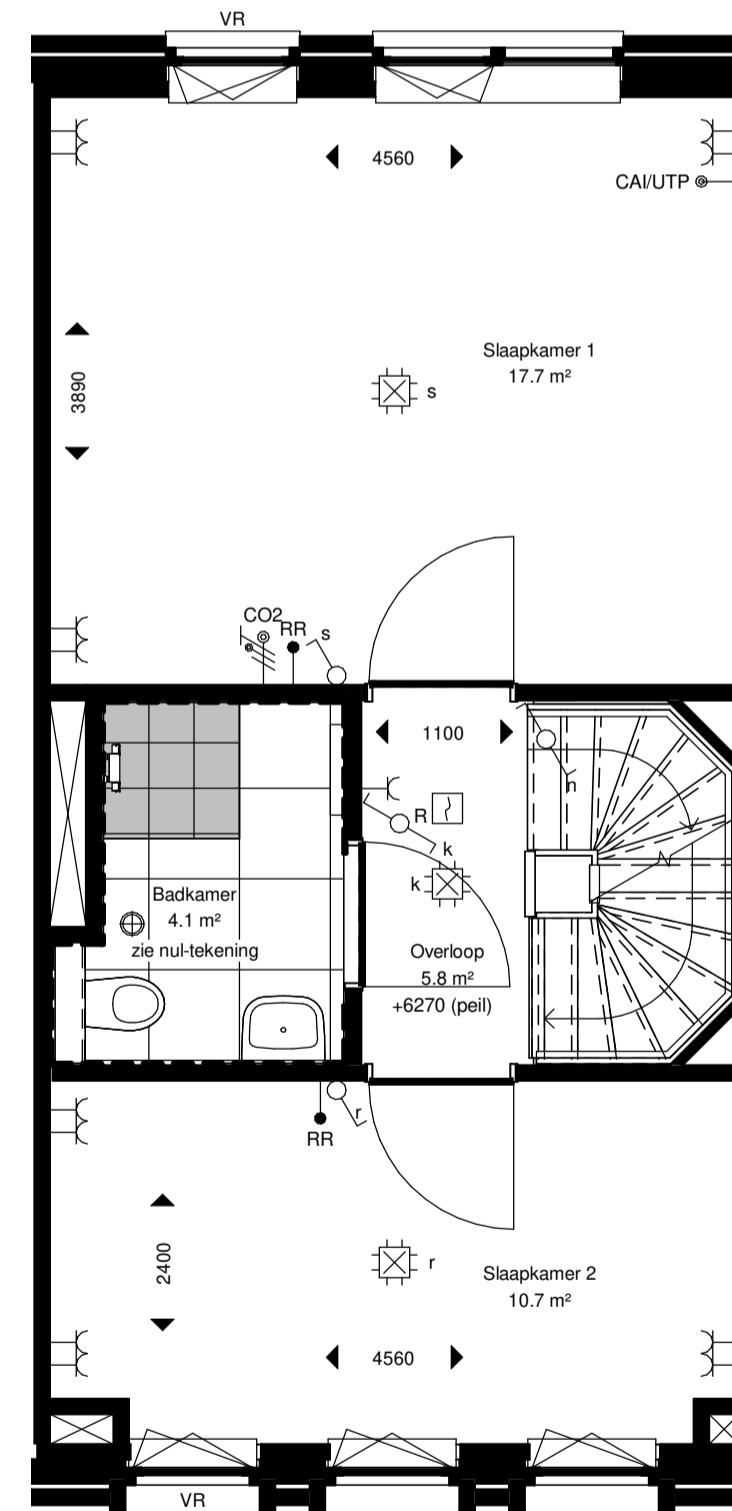 VR
4560
CAI/UTP
3890
Slaapkamer 1
17.7 m²
s
CO2
RR
s
1100
n
R
k
k
Badkamer
4.1 m²
zie nul-tekening
Overloop
5.8 m²
+6270 (peil)
RR
r
2400
r
Slaapkamer 2
10.7 m²
4560
VR